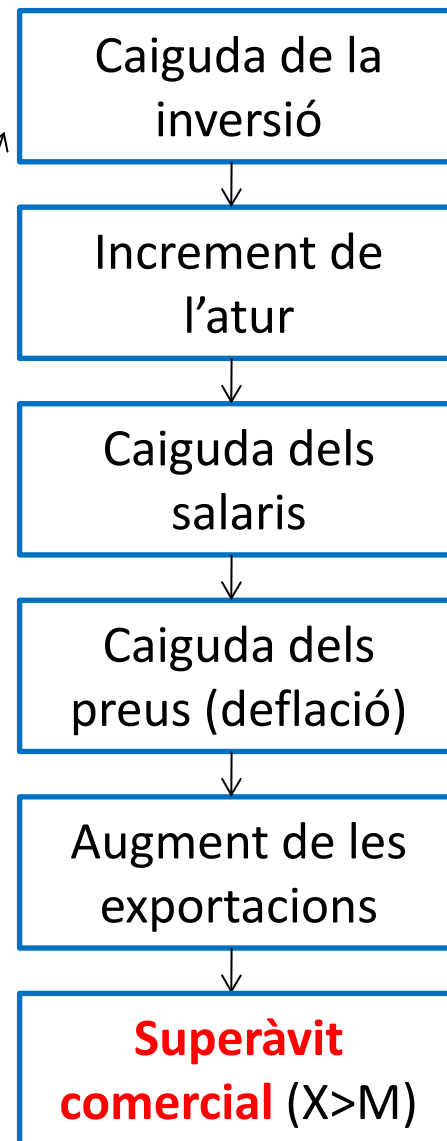 Caiguda de la
inversió
Increment de
l’atur
Caiguda dels
salaris
Caiguda dels
preus (deflació)
Augment de les
exportacions
Superàvit
comercial (X>M)